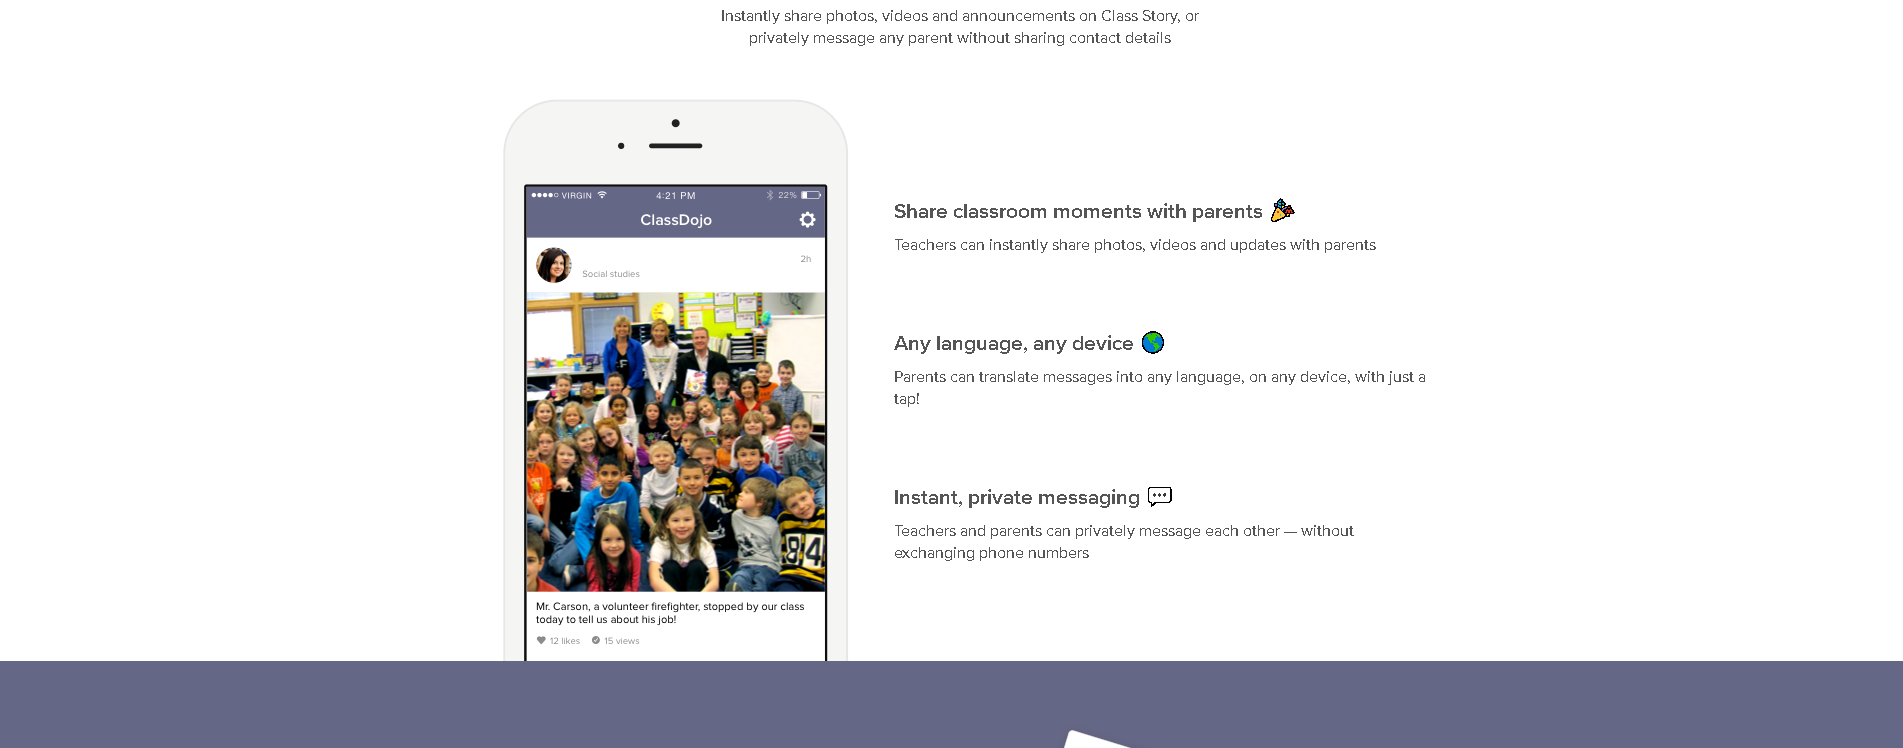 Instantly share photos, videos and announcements on Class Story, or
privately message any parent without sharing contact details
VIRGIN 4:21 PM 22%
ClassDojo
2h
Social studies
84
Mr. Carson, a volunteer firefighter, stopped by our class
today to tell us about his job!
12 likes 15 views
Share classroom moments with parents
Teachers can instantly share photos, videos and updates with parents
Any language, any device
Parents can translate messages into any language, on any device, with just a
tap!
Instant, private messaging
Teachers and parents can privately message each other — without
exchanging phone numbers